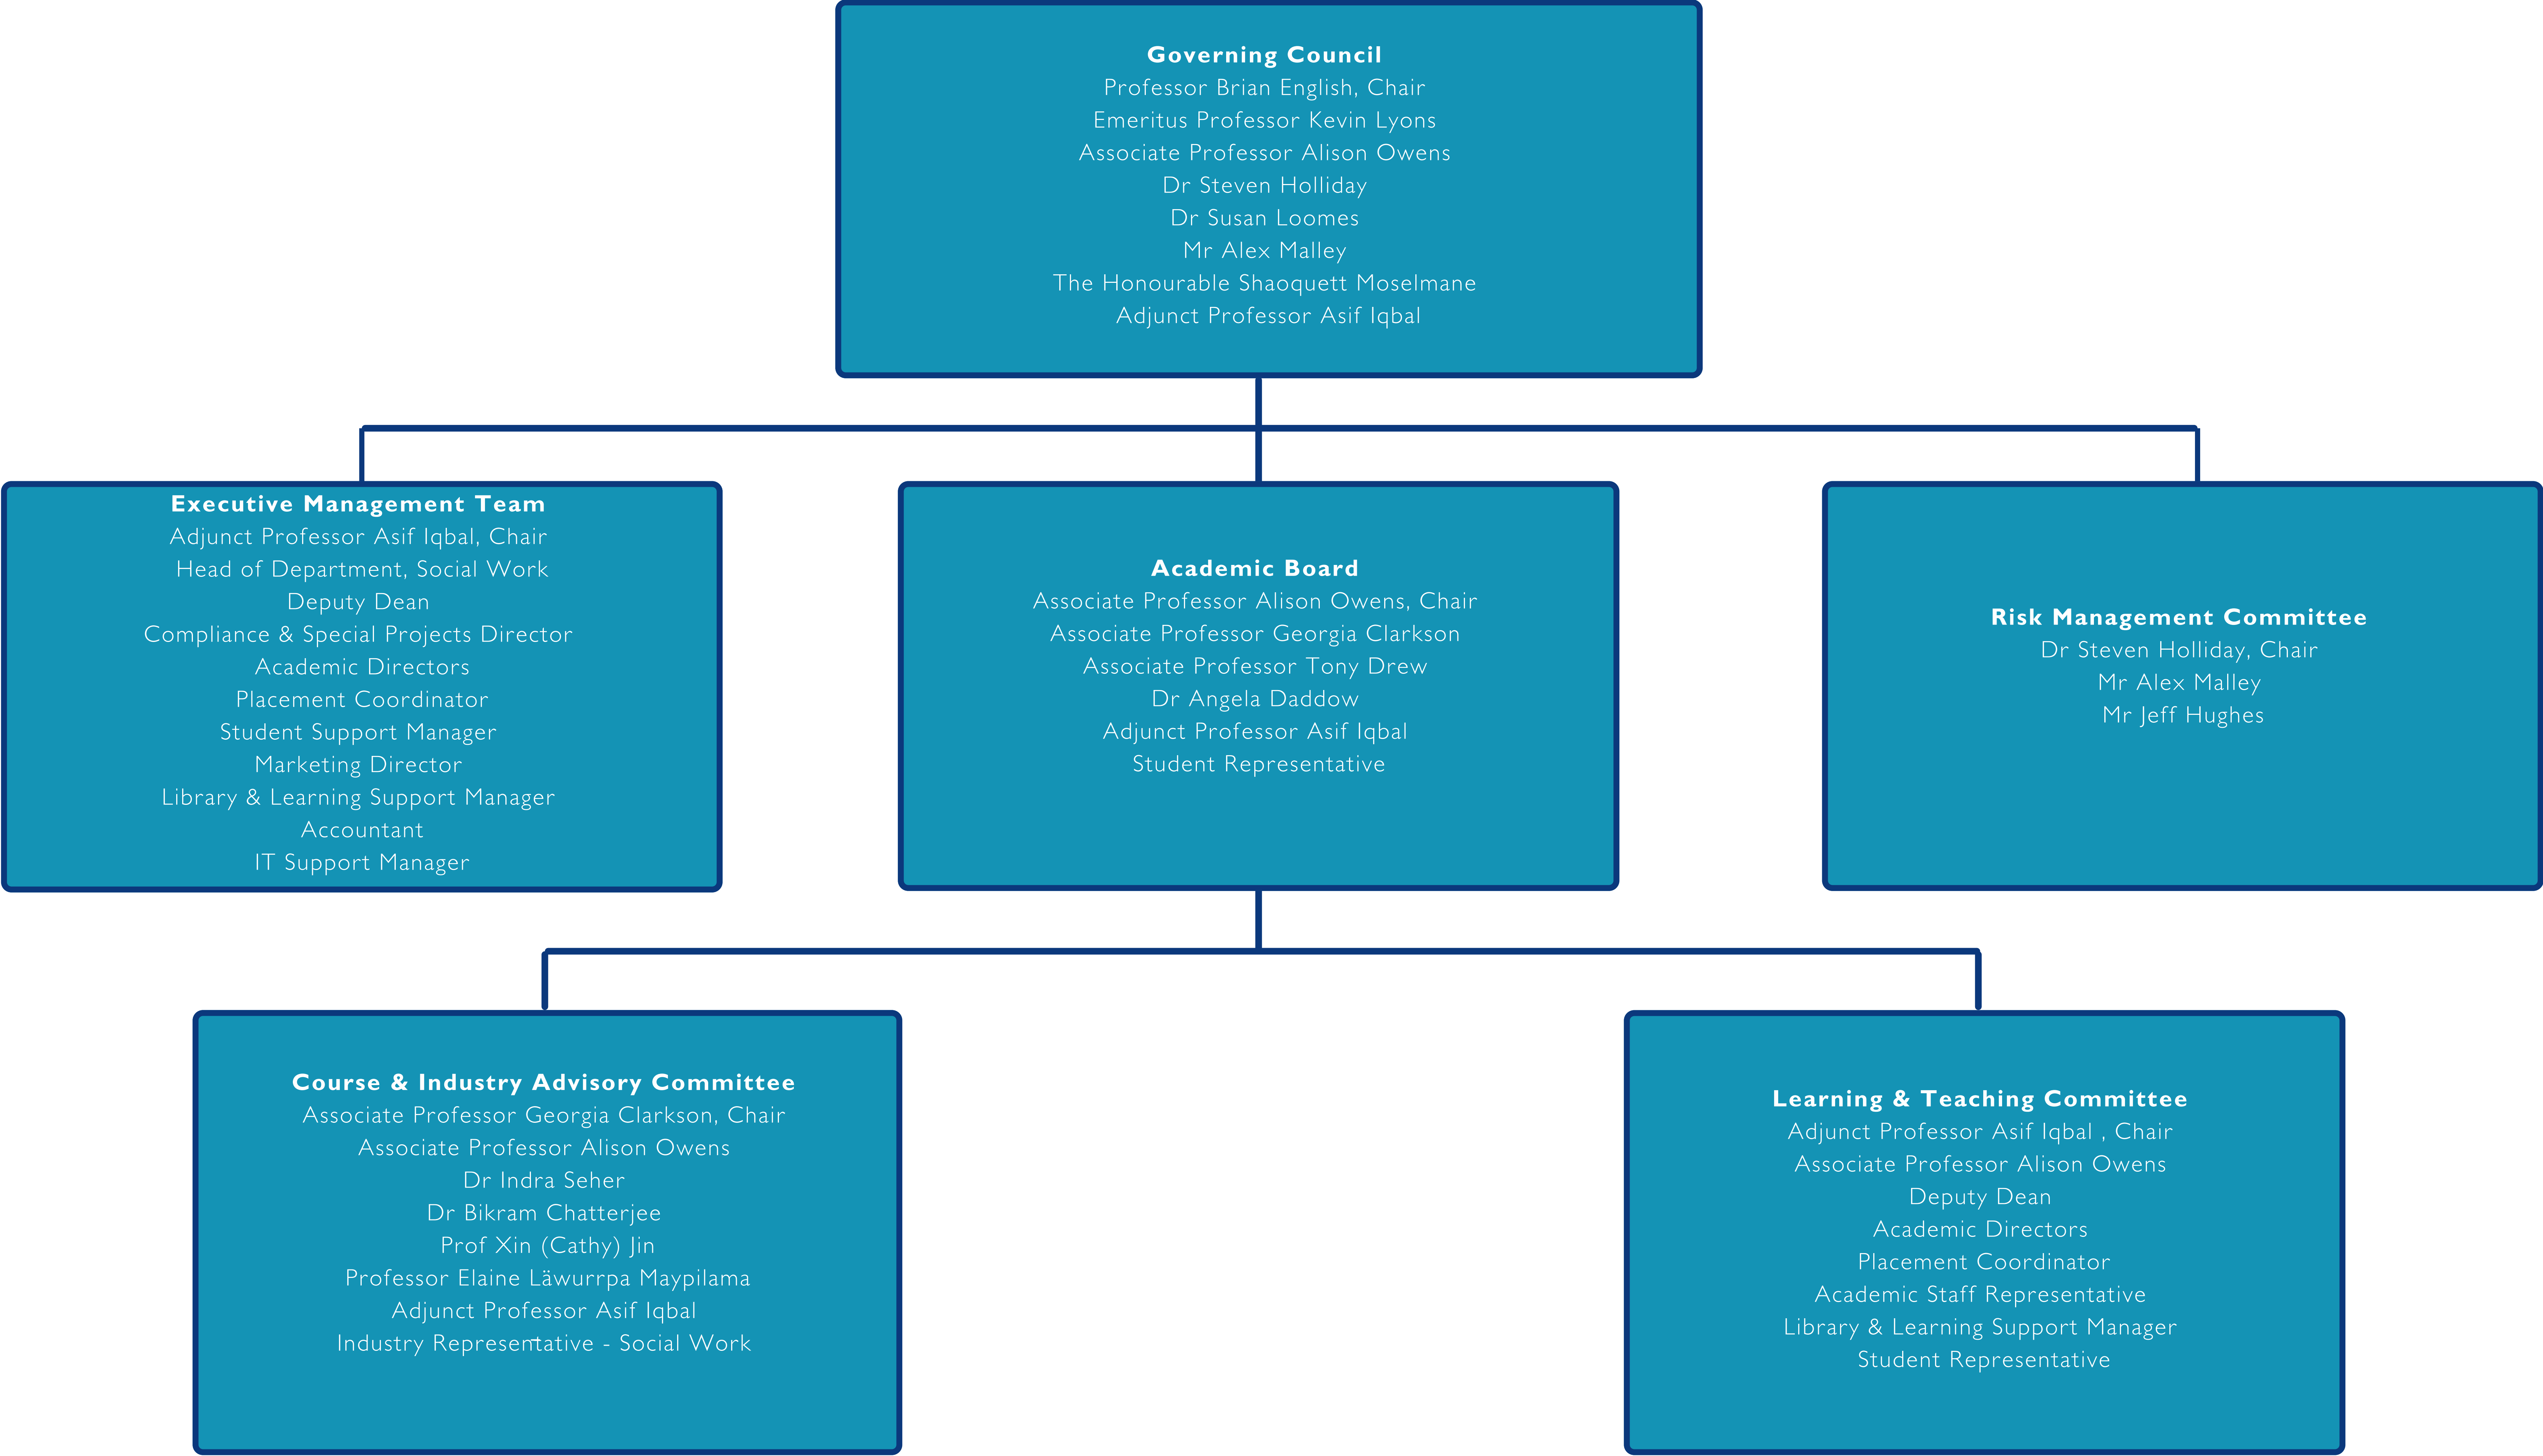 Governing Council
Professor Brian English, Chair
Emeritus Professor Kevin Lyons
Associate Professor Alison Owens
Dr Steven Holliday
Dr Susan Loomes
Mr Alex Malley
The Honourable Shaoquett Moselmane
Adjunct Professor Asif Iqbal
Executive Management Team
Adjunct Professor Asif Iqbal, Chair
Head of Department, Social Work
Deputy Dean
Compliance & Special Projects Director
Academic Directors
Placement Coordinator
Student Support Manager
Marketing Director
Library & Learning Support Manager
Accountant
IT Support Manager
Academic Board
Associate Professor Alison Owens, Chair
Associate Professor Georgia Clarkson
Associate Professor Tony Drew
Dr Angela Daddow
Adjunct Professor Asif Iqbal
Student Representative
Risk Management Committee
Dr Steven Holliday, Chair
Mr Alex Malley
Mr Jeff Hughes
Course & Industry Advisory Committee
Associate Professor Georgia Clarkson, Chair
Associate Professor Alison Owens
Dr Indra Seher
Dr Bikram Chatterjee
Prof Xin (Cathy) Jin
Professor Elaine Läwurrpa Maypilama
Adjunct Professor Asif Iqbal
Industry Representative - Social Work
Learning & Teaching Committee
Adjunct Professor Asif Iqbal , Chair
Associate Professor Alison Owens
Deputy Dean
Academic Directors
Placement Coordinator
Academic Staff Representative
Library & Learning Support Manager
Student Representative